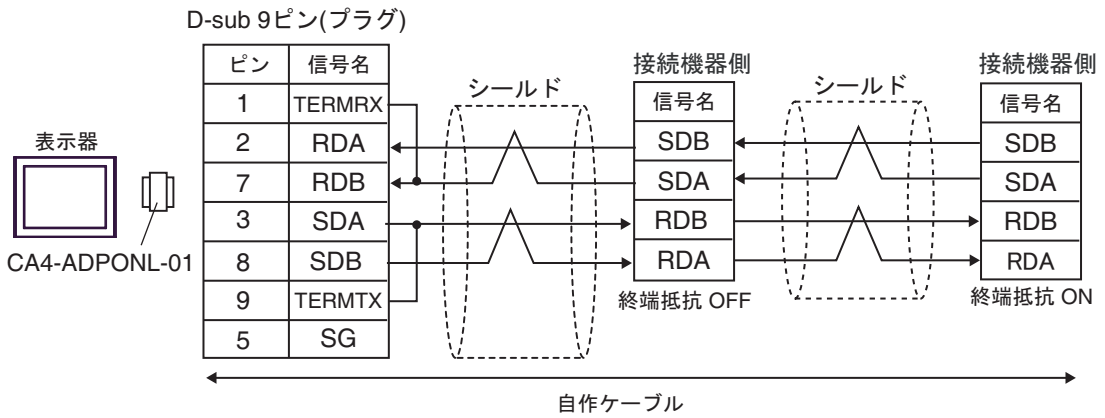 D-sub 9ピン(プラグ)
ピン 信号名
1 TERMRX
2 RDA
7 RDB
3 SDA
8 SDB
9 TERMTX
5 SG
表示器
CA4-ADPONL-01
シールド
接続機器側
信号名
SDB
SDA
RDB
RDA
終端抵抗 OFF
シールド
接続機器側
信号名
SDB
SDA
RDB
RDA
終端抵抗 ON
自作ケーブル